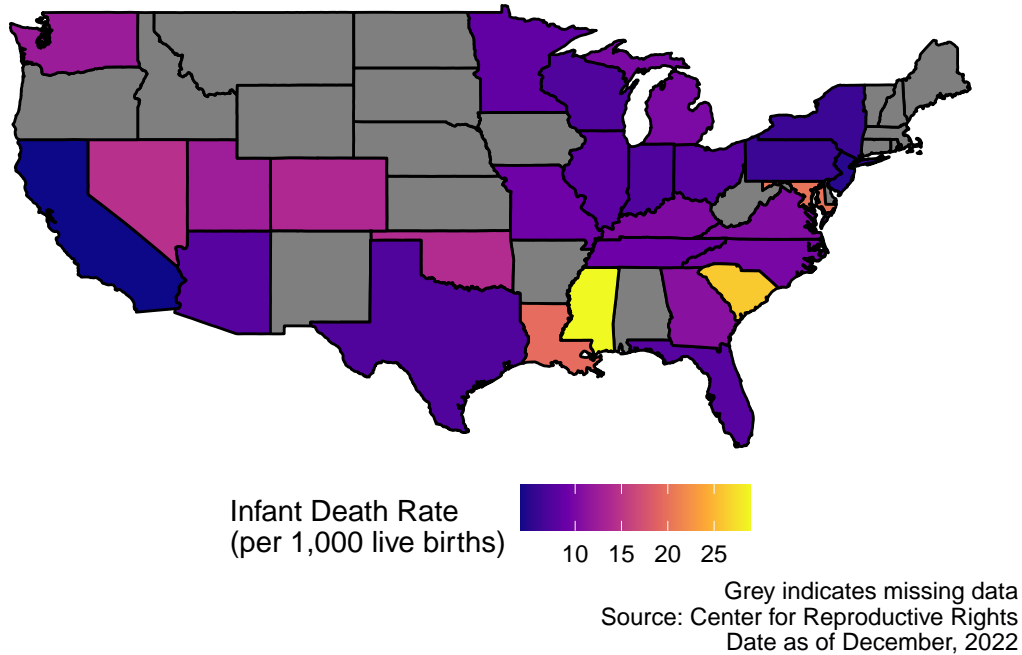 Infant Death Rate
(per 1,000 live births)
10 15 20 25
Grey indicates missing data
Source: Center for Reproductive Rights
Date as of December, 2022